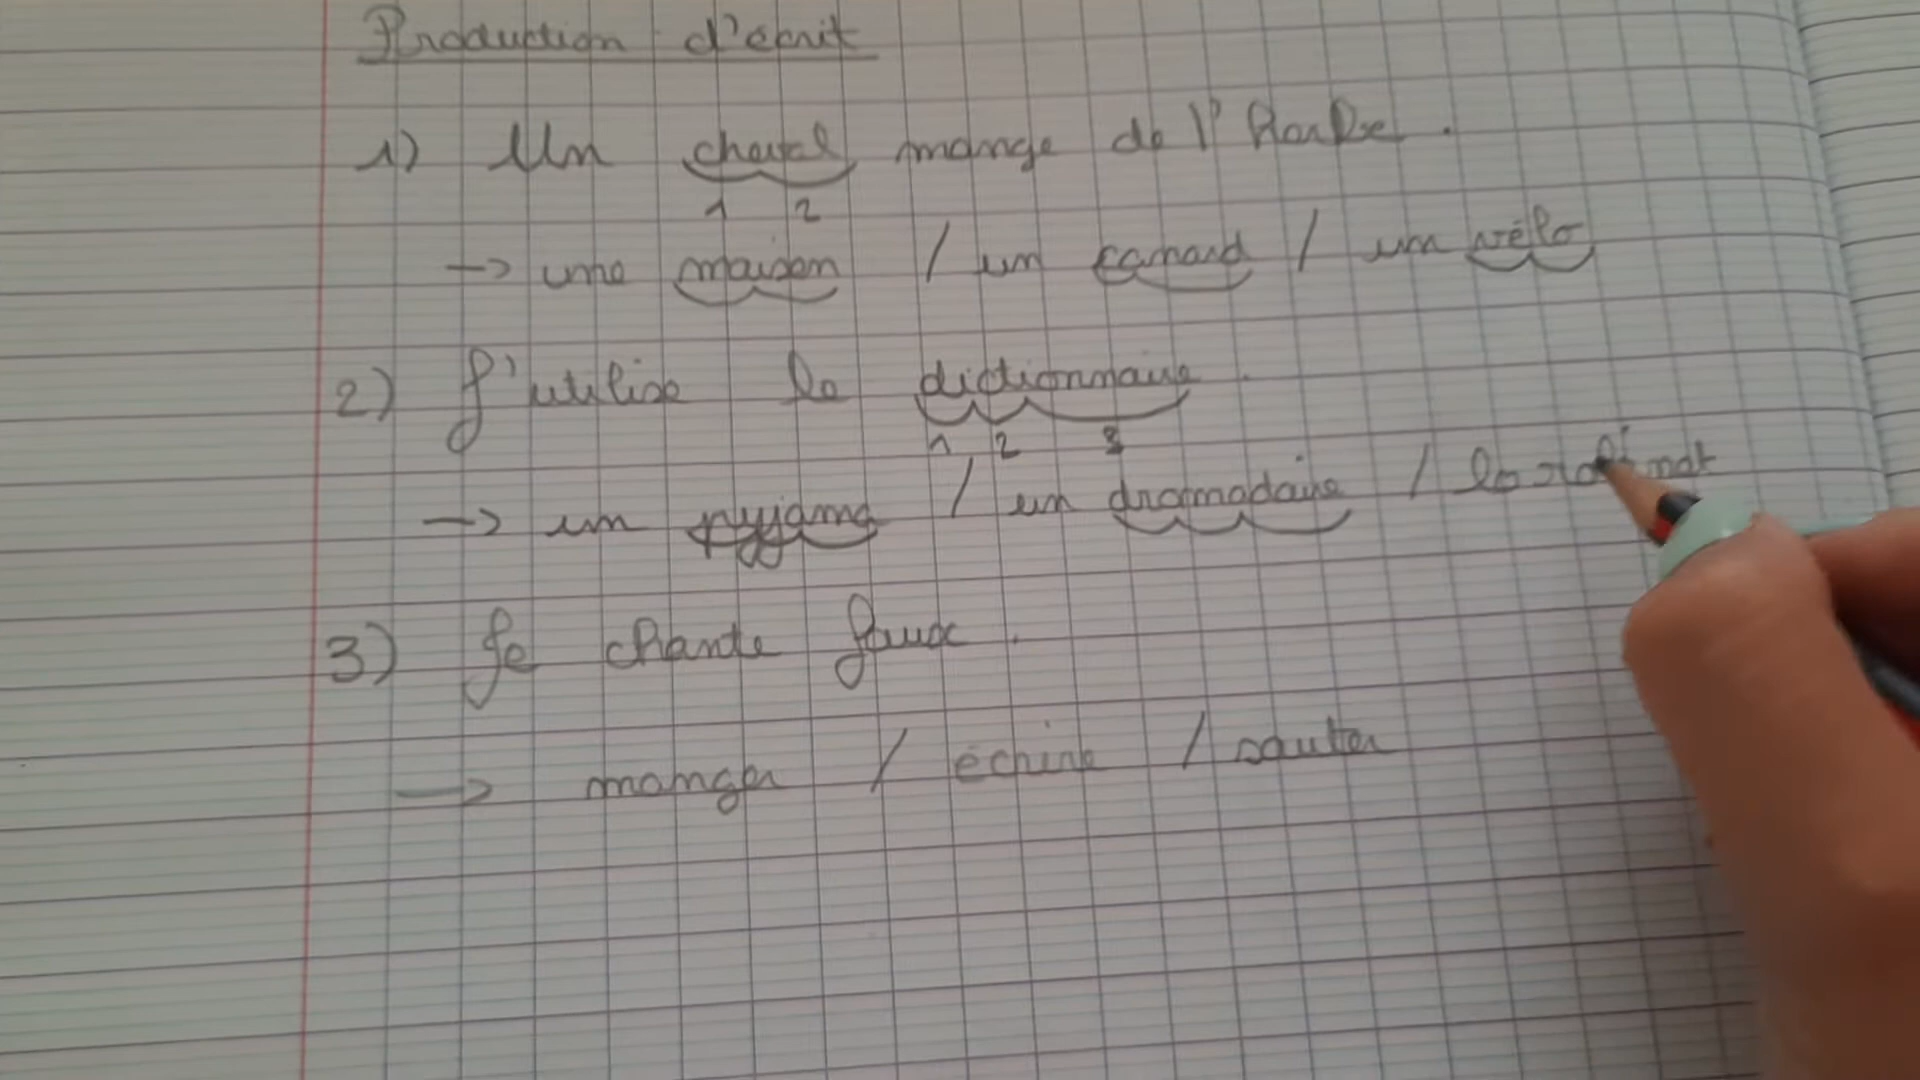 Production d'écrit
1) Un cheval mange de l'herbe.
1 2
→ une maison / un canard / un vélo
2) J'utilise le dictionnaire.
1 2 3
→ un pyjama / un dromadaire / le
3) Je chante faux.
→ manger / écrire / sauter